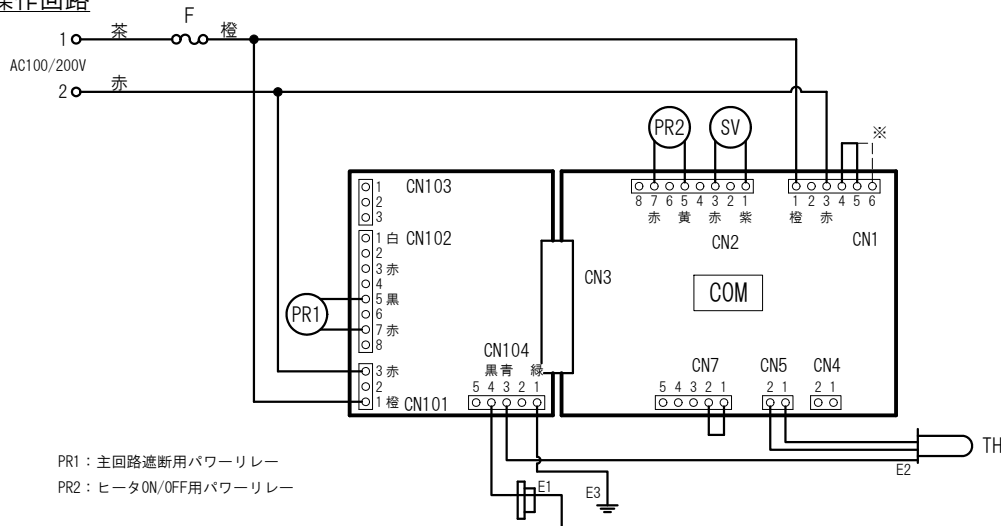 操作回路
F
1 茶 橙
AC100/200V
2 赤
PR2 SV ※
8 7 6 5 4 3 2 1
赤 黄 赤 紫
1 2 3 4 5 6
橙 赤
CN2 CN1
CN103
1
2
3
CN102
1 白
2
3 赤
4
5 黒
6
7 赤
8
PR1
CN3
COM
CN104
黒 青 緑
5 4 3 2 1
3 赤
2
1 橙 CN101
CN7 CN5 CN4
5 4 3 2 1
2 1
2 1
TH
E2
E1 E3
PR1：主回路遮断用パワーリレー
PR2：ヒータON/OFF用パワーリレー